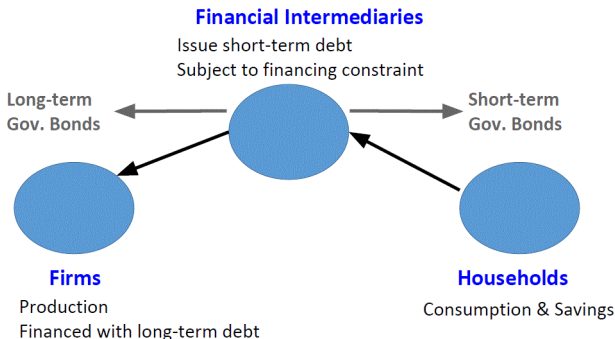 Financial Intermediaries
Issue short-term debt
Subject to financing constraint
Long-term
Gov. Bonds
Short-term
Gov. Bonds
Firms
Production
Financed with long-term debt
Households
Consumption & Savings